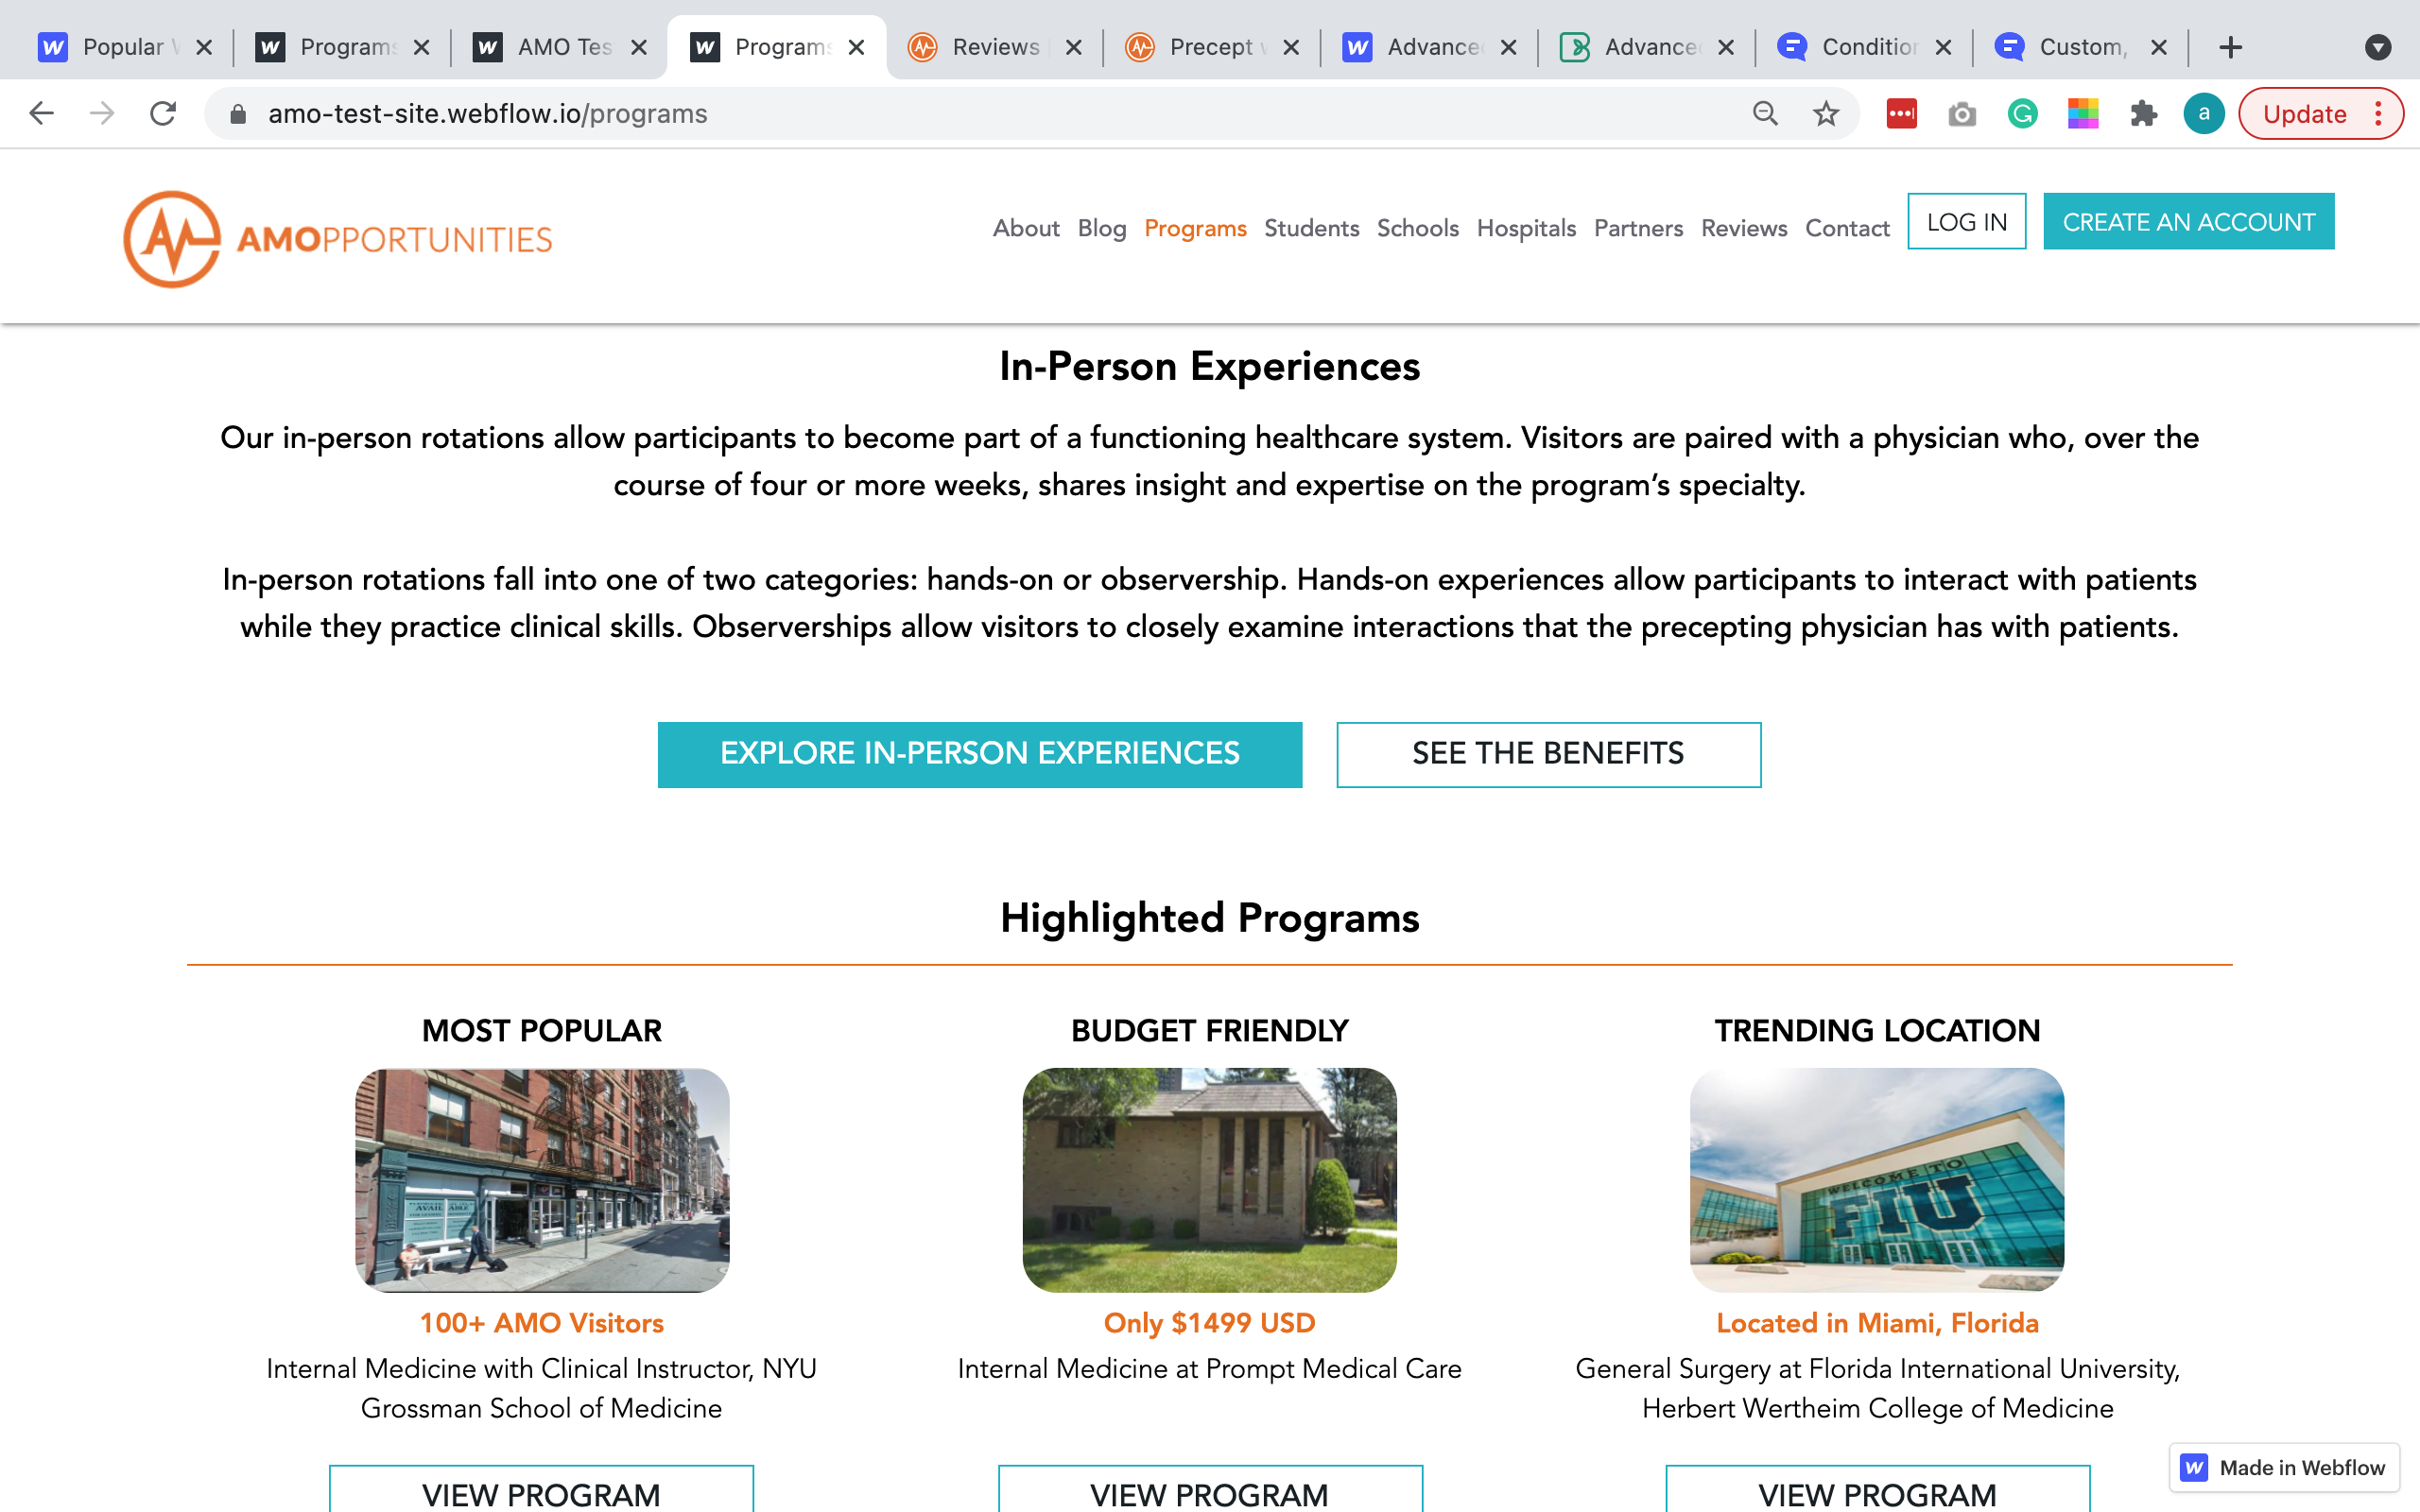 Popular
Programs
AMO Tes
Programs
Reviews
Precept
Advance
Advance
Condition
Custom,
amo-test-site.webflow.io/programs
a
Update
AMOPPORTUNITIES
About Blog Programs Students Schools Hospitals Partners Reviews Contact LOG IN CREATE AN ACCOUNT
In-Person Experiences
Our in-person rotations allow participants to become part of a functioning healthcare system. Visitors are paired with a physician who, over the
course of four or more weeks, shares insight and expertise on the program’s specialty.
In-person rotations fall into one of two categories: hands-on or observership. Hands-on experiences allow participants to interact with patients
while they practice clinical skills. Observerships allow visitors to closely examine interactions that the precepting physician has with patients.
EXPLORE IN-PERSON EXPERIENCES
SEE THE BENEFITS
Highlighted Programs
MOST POPULAR
AVAILABLE
100+ AMO Visitors
Internal Medicine with Clinical Instructor, NYU
Grossman School of Medicine
VIEW PROGRAM
BUDGET FRIENDLY
Only $1499 USD
Internal Medicine at Prompt Medical Care
VIEW PROGRAM
TRENDING LOCATION
WELCOME TO
FIU
Located in Miami, Florida
General Surgery at Florida International University,
Herbert Wertheim College of Medicine
VIEW PROGRAM
Made in Webflow